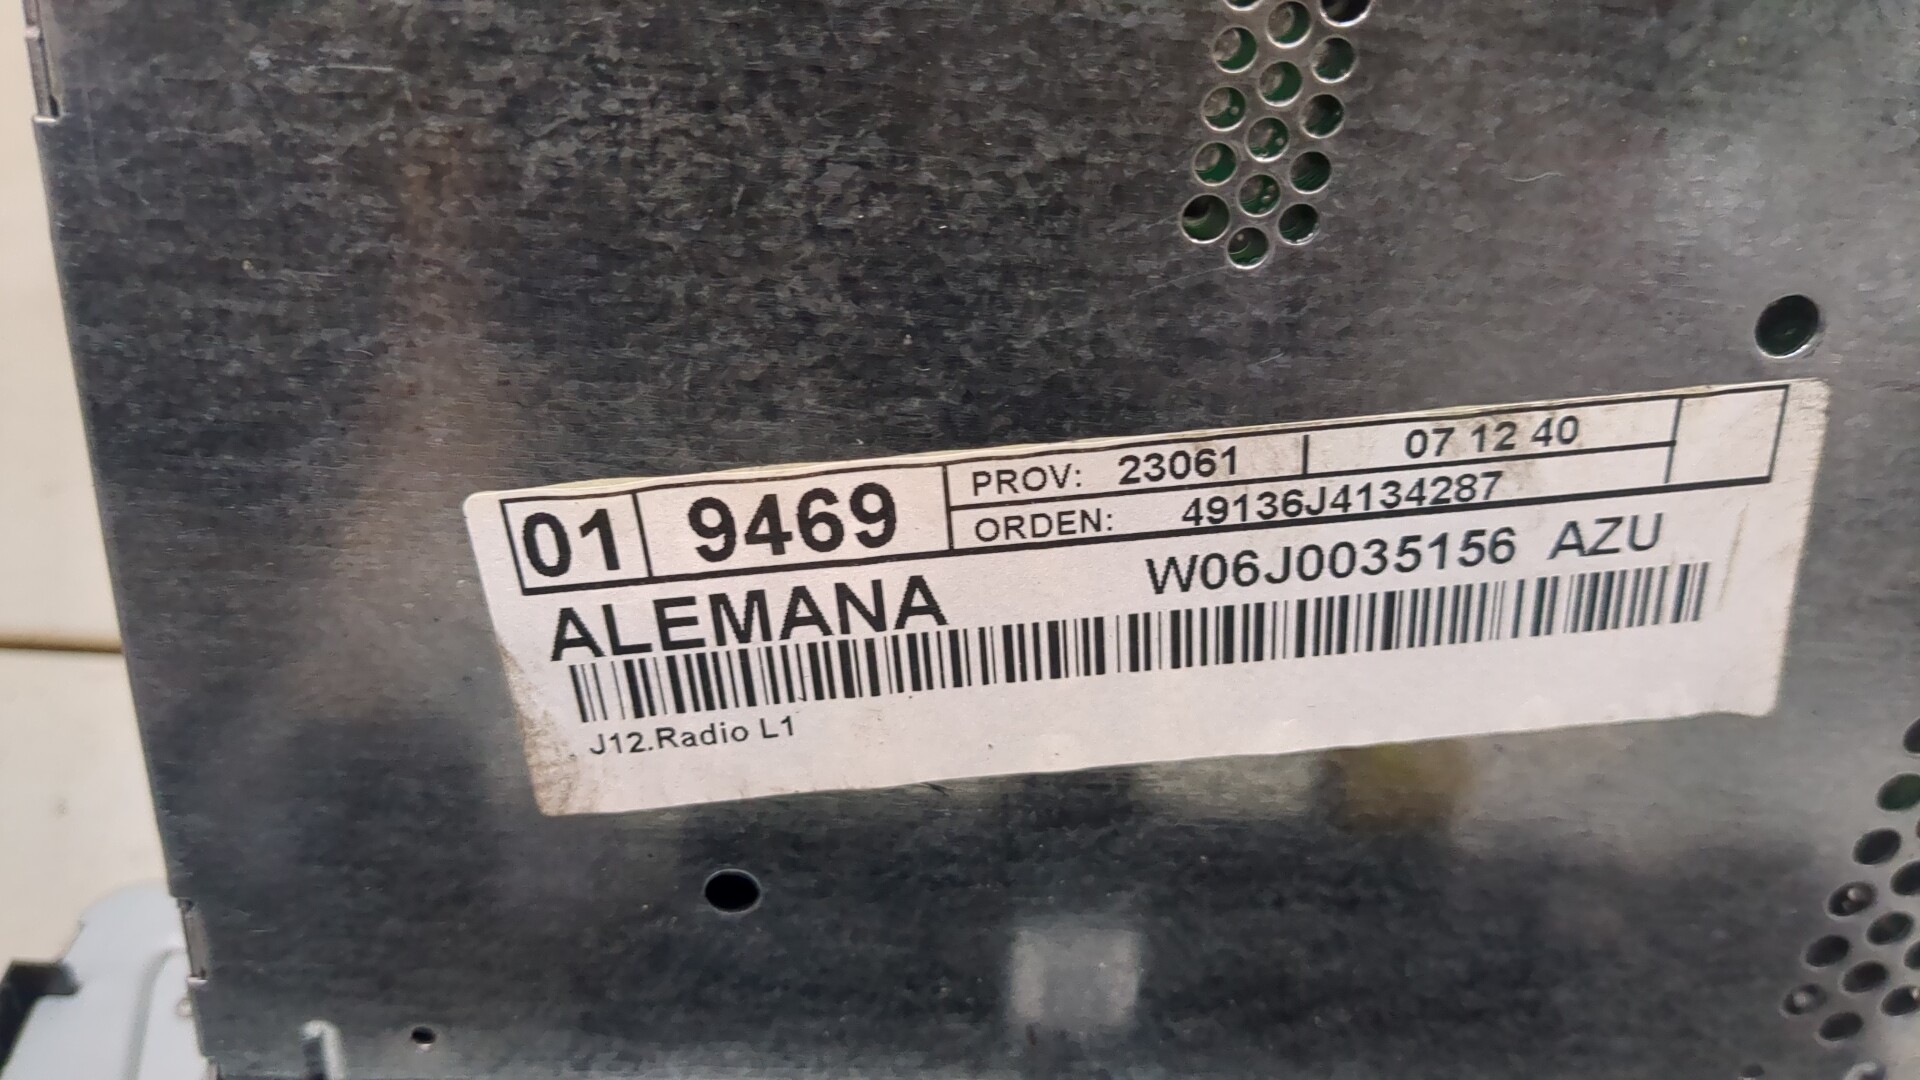 01 9469 PROV: 23061 07 12 40
ORDEN: 49136J4134287
ALEMANA W06J0035156 AZU
J12.Radio L1